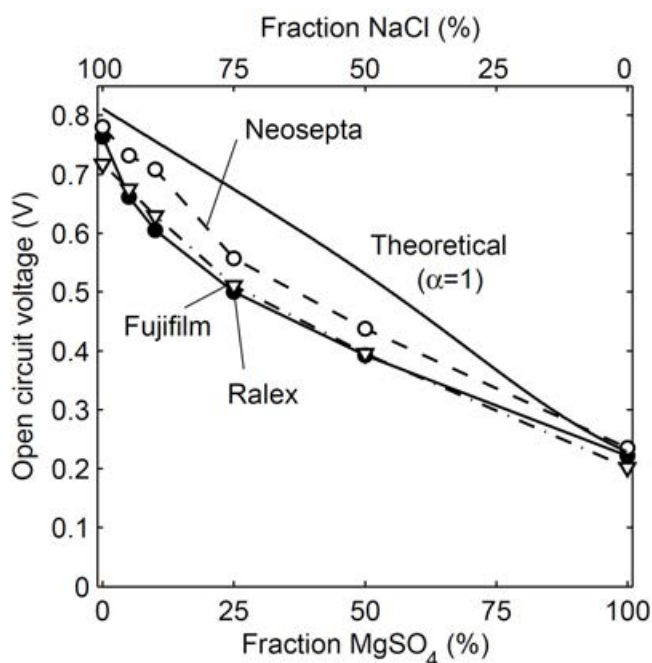 Fraction NaCl (%)
100 75 50 25 0
0.8
0.7
0.6
0.5
0.4
0.3
0.2
0.1
0
Open circuit voltage (V)
Neosepta
Theoretical
(α=1)
Fujifilm
Ralex
0 25 50 75 100
Fraction MgSO₄ (%)